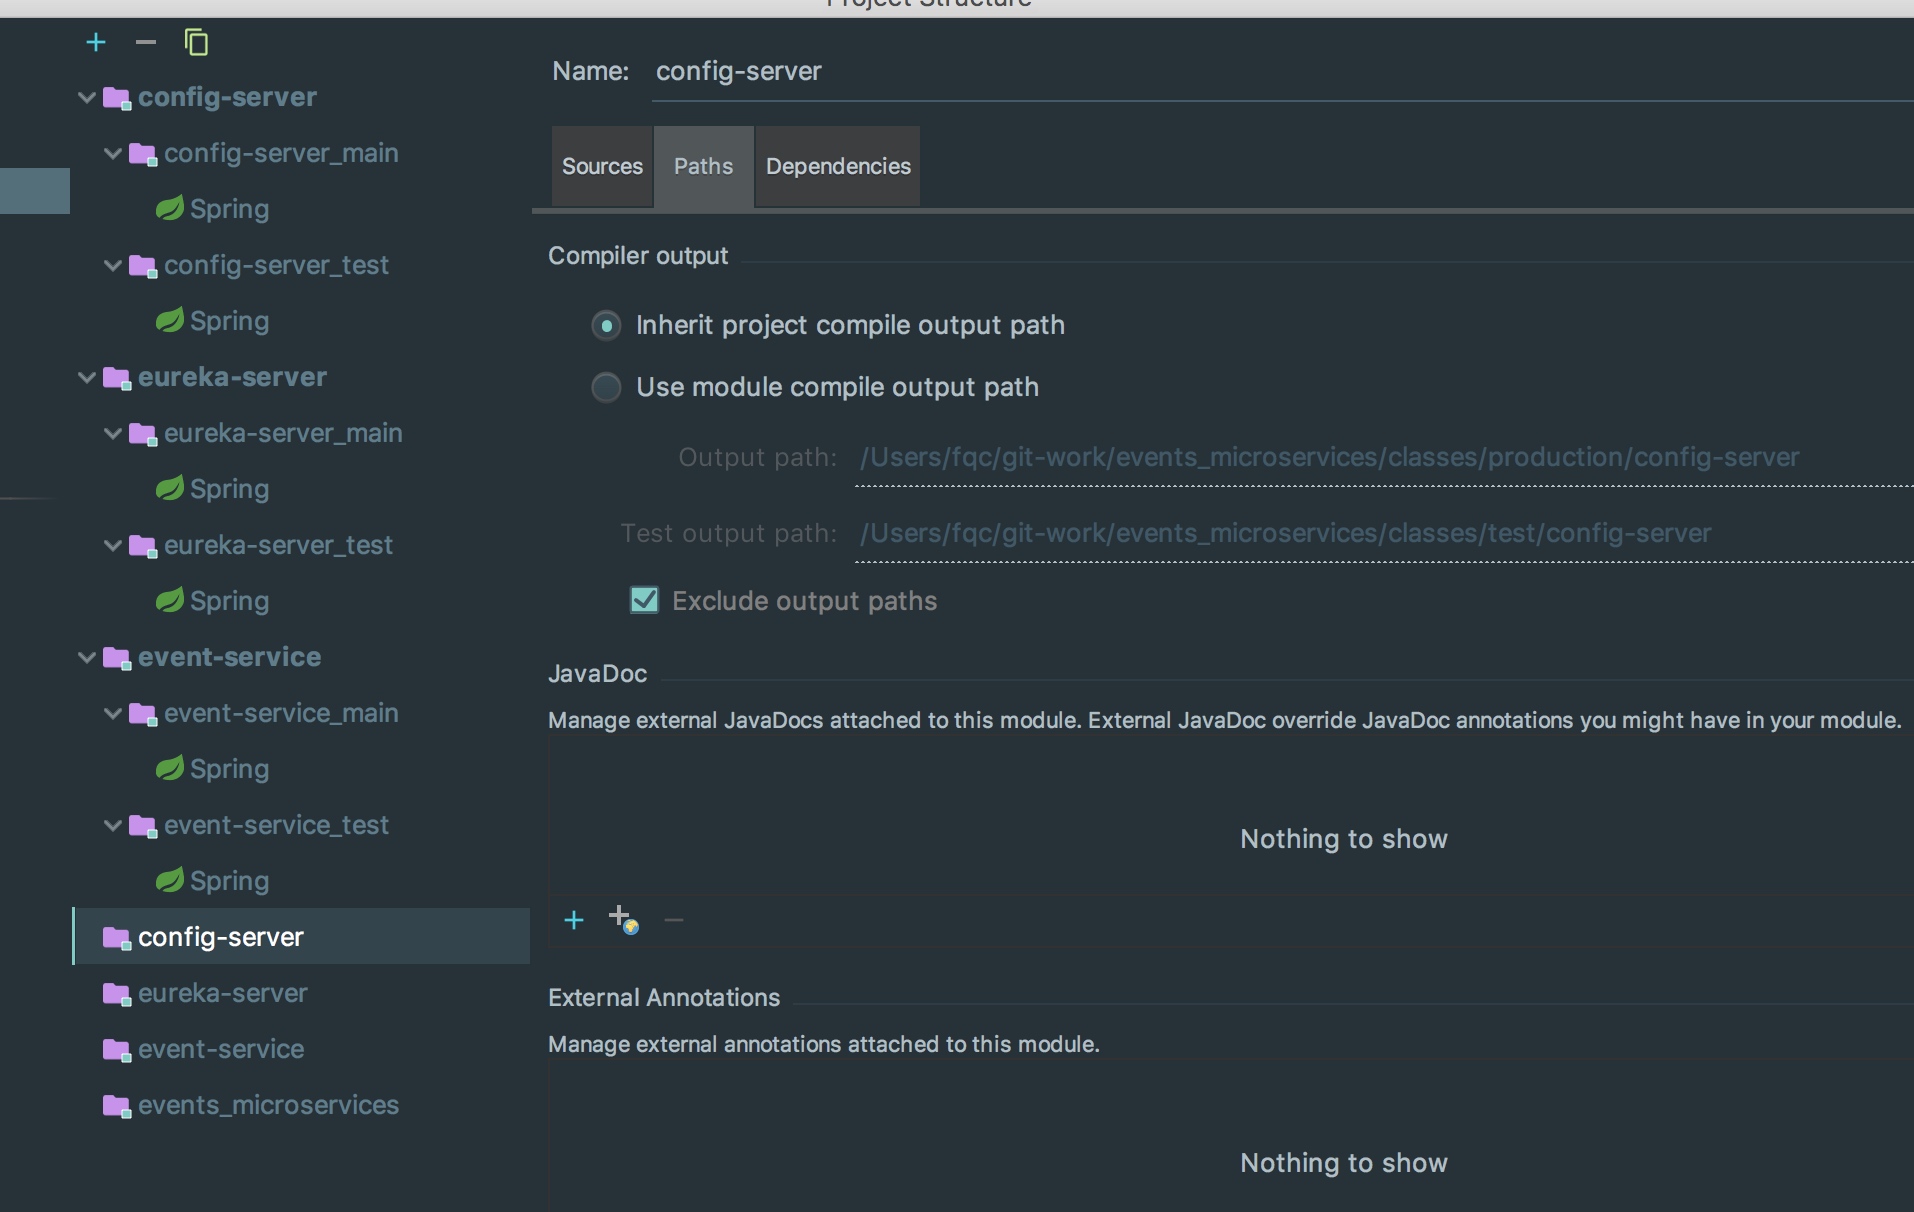 Project Structure
config-server
config-server_main
Spring
config-server_test
Spring
eureka-server
eureka-server_main
Spring
eureka-server_test
Spring
event-service
event-service_main
Spring
event-service_test
Spring
config-server
eureka-server
event-service
events_microservices
Name: config-server
Sources Paths Dependencies
Compiler output
Inherit project compile output path
Use module compile output path
Output path: /Users/fqc/git-work/events_microservices/classes/production/config-server
Test output path: /Users/fqc/git-work/events_microservices/classes/test/config-server
Exclude output paths
JavaDoc
Manage external JavaDocs attached to this module. External JavaDoc override JavaDoc annotations you might have in your module.
Nothing to show
External Annotations
Manage external annotations attached to this module.
Nothing to show